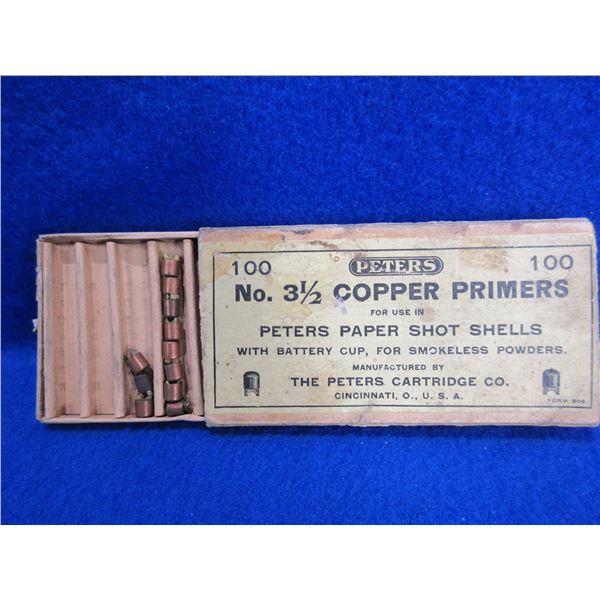 100 PETERS 100
No. 3½ COPPER PRIMERS
FOR USE IN
PETERS PAPER SHOT SHELLS
WITH BATTERY CUP, FOR SMOKELESS POWDERS.
MANUFACTURED BY
THE PETERS CARTRIDGE CO.
CINCINNATI, O., U. S. A.
FORM 506